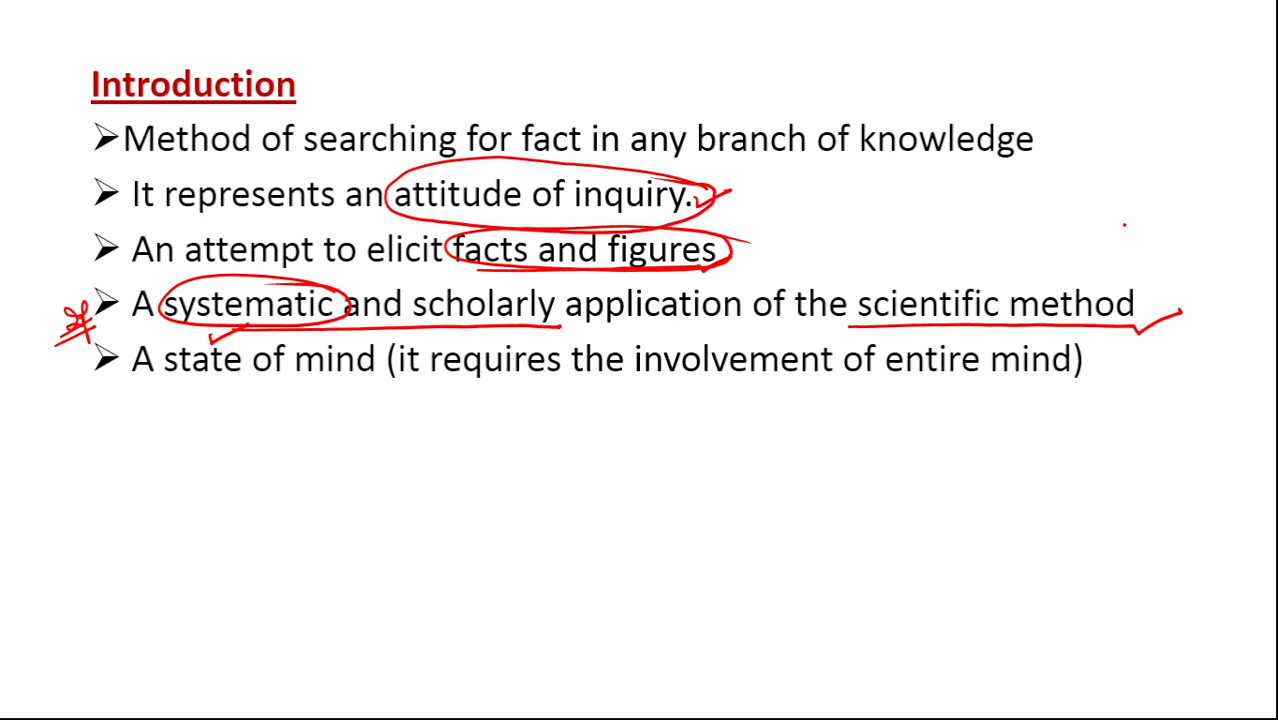 Introduction
➢Method of searching for fact in any branch of knowledge
➢ It represents an attitude of inquiry.
➢ An attempt to elicit facts and figures
➢ A systematic and scholarly application of the scientific method
➢ A state of mind (it requires the involvement of entire mind)